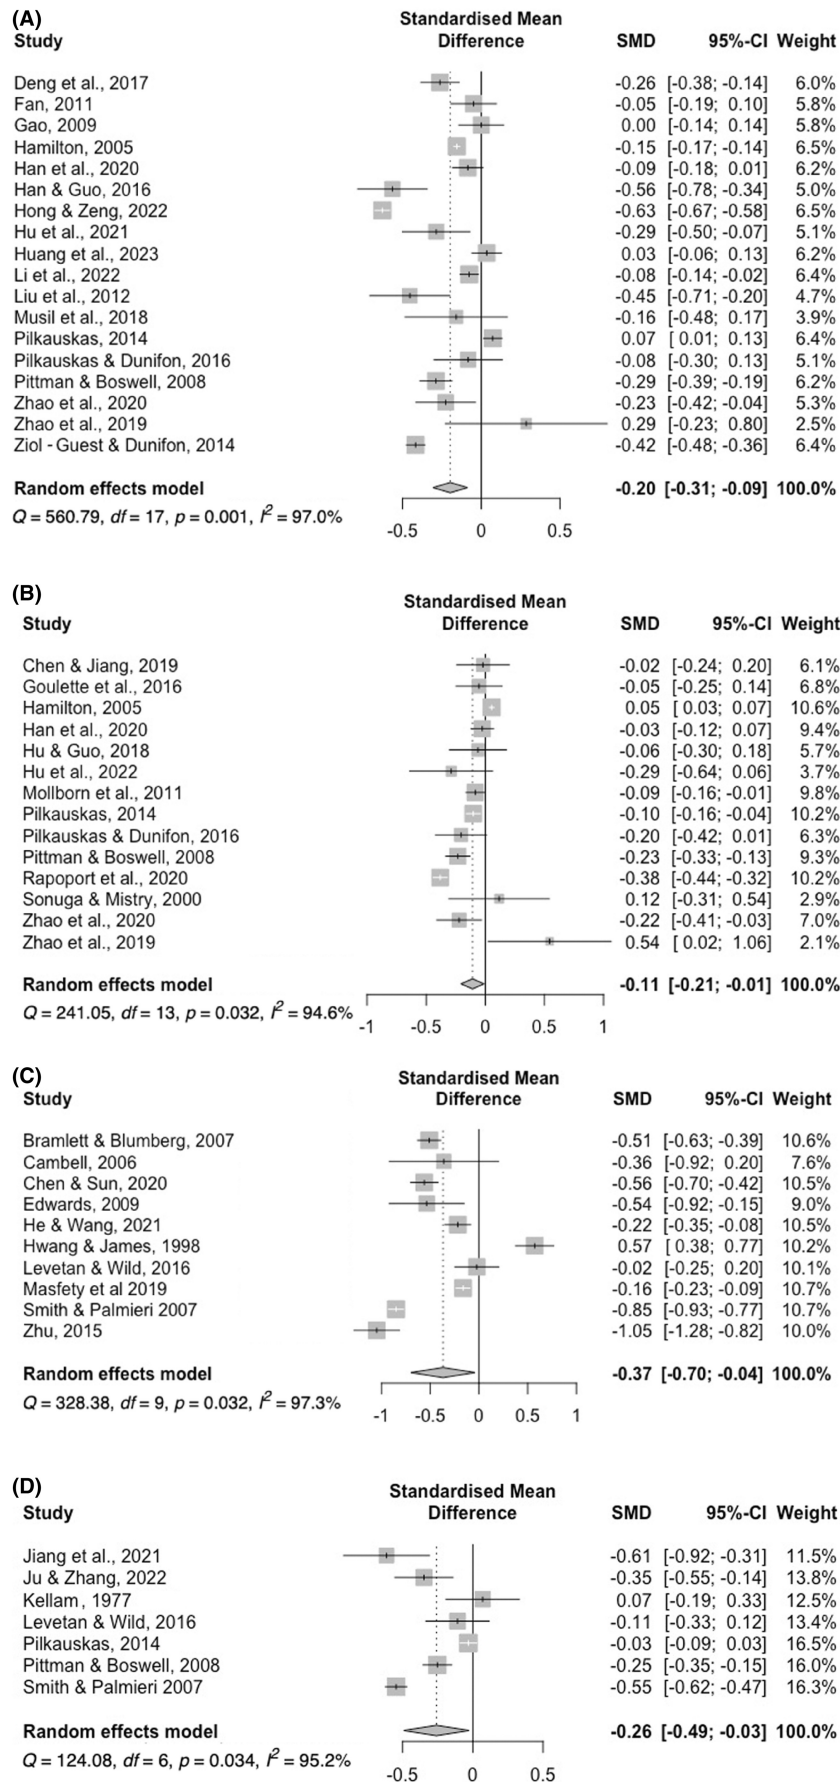 (A)
Standardised Mean
Study Difference SMD 95%-CI Weight
Deng et al., 2017 -0.26 [-0.38; -0.14] 6.0%
Fan, 2011 -0.05 [-0.19; 0.10] 5.8%
Gao, 2009 0.00 [-0.14; 0.14] 5.8%
Hamilton, 2005 -0.15 [-0.17; -0.14] 6.5%
Han et al., 2020 -0.09 [-0.18; 0.01] 6.2%
Han & Guo, 2016 -0.56 [-0.78; -0.34] 5.0%
Hong & Zeng, 2022 -0.63 [-0.67; -0.58] 6.5%
Hu et al., 2021 -0.29 [-0.50; -0.07] 5.1%
Huang et al., 2023 0.03 [-0.06; 0.13] 6.2%
Li et al., 2022 -0.08 [-0.14; -0.02] 6.4%
Liu et al., 2012 -0.45 [-0.71; -0.20] 4.7%
Musil et al., 2018 -0.16 [-0.48; 0.17] 3.9%
Pilkauskas, 2014 0.07 [ 0.01; 0.13] 6.4%
Pilkauskas & Dunifon, 2016 -0.08 [-0.30; 0.13] 5.1%
Pittman & Boswell, 2008 -0.29 [-0.39; -0.19] 6.2%
Zhao et al., 2020 -0.23 [-0.42; -0.04] 5.3%
Zhao et al., 2019 0.29 [-0.23; 0.80] 2.5%
Ziol - Guest & Dunifon, 2014 -0.42 [-0.48; -0.36] 6.4%
Random effects model -0.20 [-0.31; -0.09] 100.0%
Q = 560.79, df = 17, p = 0.001, I² = 97.0%
-0.5 0 0.5
(B)
Standardised Mean
Study Difference SMD 95%-CI Weight
Chen & Jiang, 2019 -0.02 [-0.24; 0.20] 6.1%
Goulette et al., 2016 -0.05 [-0.25; 0.14] 6.8%
Hamilton, 2005 0.05 [ 0.03; 0.07] 10.6%
Han et al., 2020 -0.03 [-0.12; 0.07] 9.4%
Hu & Guo, 2018 -0.06 [-0.30; 0.18] 5.7%
Hu et al., 2022 -0.29 [-0.64; 0.06] 3.7%
Mollborn et al., 2011 -0.09 [-0.16; -0.01] 9.8%
Pilkauskas, 2014 -0.10 [-0.16; -0.04] 10.2%
Pilkauskas & Dunifon, 2016 -0.20 [-0.42; 0.01] 6.3%
Pittman & Boswell, 2008 -0.23 [-0.33; -0.13] 9.3%
Rapoport et al., 2020 -0.38 [-0.44; -0.32] 10.2%
Sonuga & Mistry, 2000 0.12 [-0.31; 0.54] 2.9%
Zhao et al., 2020 -0.22 [-0.41; -0.03] 7.0%
Zhao et al., 2019 0.54 [ 0.02; 1.06] 2.1%
Random effects model -0.11 [-0.21; -0.01] 100.0%
Q = 241.05, df = 13, p = 0.032, I² = 94.6%
-1 -0.5 0 0.5 1
(C)
Standardised Mean
Study Difference SMD 95%-CI Weight
Bramlett & Blumberg, 2007 -0.51 [-0.63; -0.39] 10.6%
Cambell, 2006 -0.36 [-0.92; 0.20] 7.6%
Chen & Sun, 2020 -0.56 [-0.70; -0.42] 10.5%
Edwards, 2009 -0.54 [-0.92; -0.15] 9.0%
He & Wang, 2021 -0.22 [-0.35; -0.08] 10.5%
Hwang & James, 1998 0.57 [ 0.38; 0.77] 10.2%
Levetan & Wild, 2016 -0.02 [-0.25; 0.20] 10.1%
Masfety et al 2019 -0.16 [-0.23; -0.09] 10.7%
Smith & Palmieri 2007 -0.85 [-0.93; -0.77] 10.7%
Zhu, 2015 -1.05 [-1.28; -0.82] 10.0%
Random effects model -0.37 [-0.70; -0.04] 100.0%
Q = 328.38, df = 9, p = 0.032, I² = 97.3%
-1 -0.5 0 0.5 1
(D)
Standardised Mean
Study Difference SMD 95%-CI Weight
Jiang et al., 2021 -0.61 [-0.92; -0.31] 11.5%
Ju & Zhang, 2022 -0.35 [-0.55; -0.14] 13.8%
Kellam, 1977 0.07 [-0.19; 0.33] 12.5%
Levetan & Wild, 2016 -0.11 [-0.33; 0.12] 13.4%
Pilkauskas, 2014 -0.03 [-0.09; 0.03] 16.5%
Pittman & Boswell, 2008 -0.25 [-0.35; -0.15] 16.0%
Smith & Palmieri 2007 -0.55 [-0.62; -0.47] 16.3%
Random effects model -0.26 [-0.49; -0.03] 100.0%
Q = 124.08, df = 6, p = 0.034, I² = 95.2%
-0.5 0 0.5